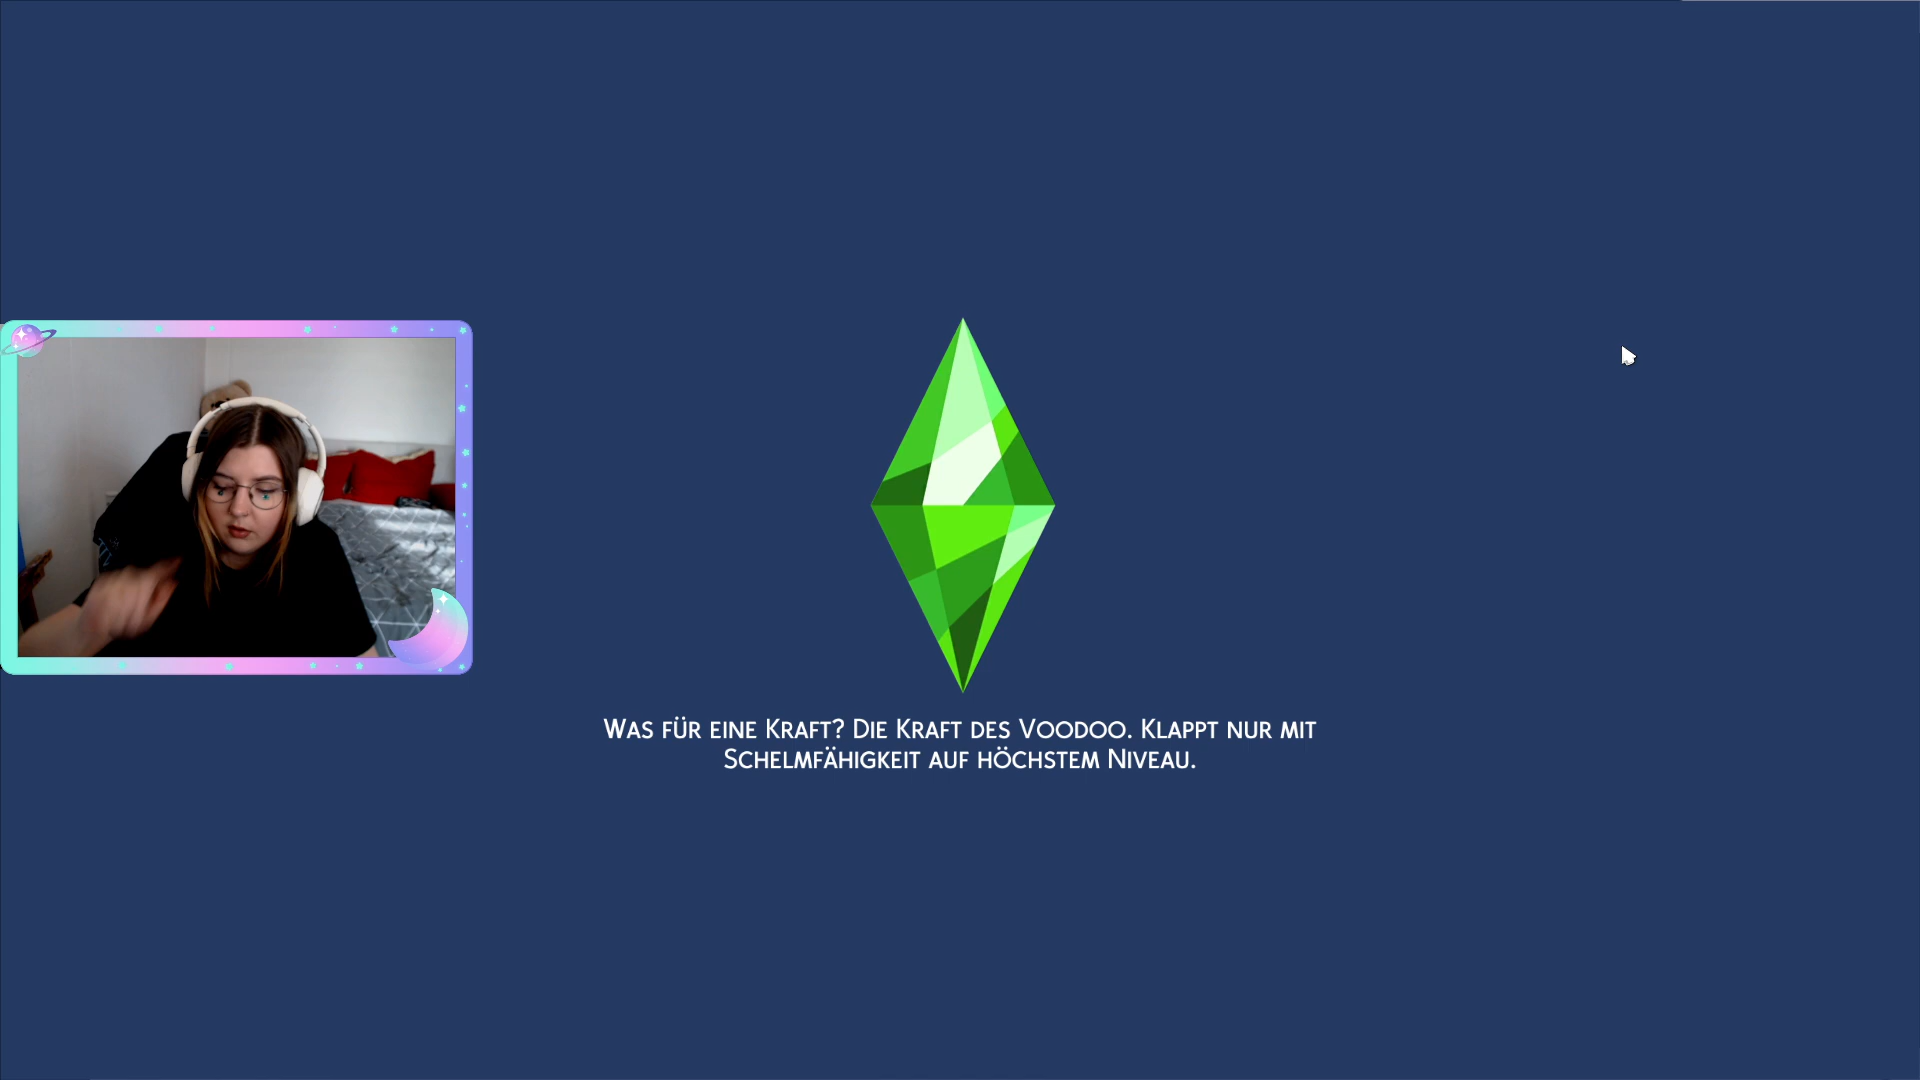 Was für eine Kraft? Die Kraft des Voodoo. Klappt nur mit
Schelmfähigkeit auf höchstem Niveau.